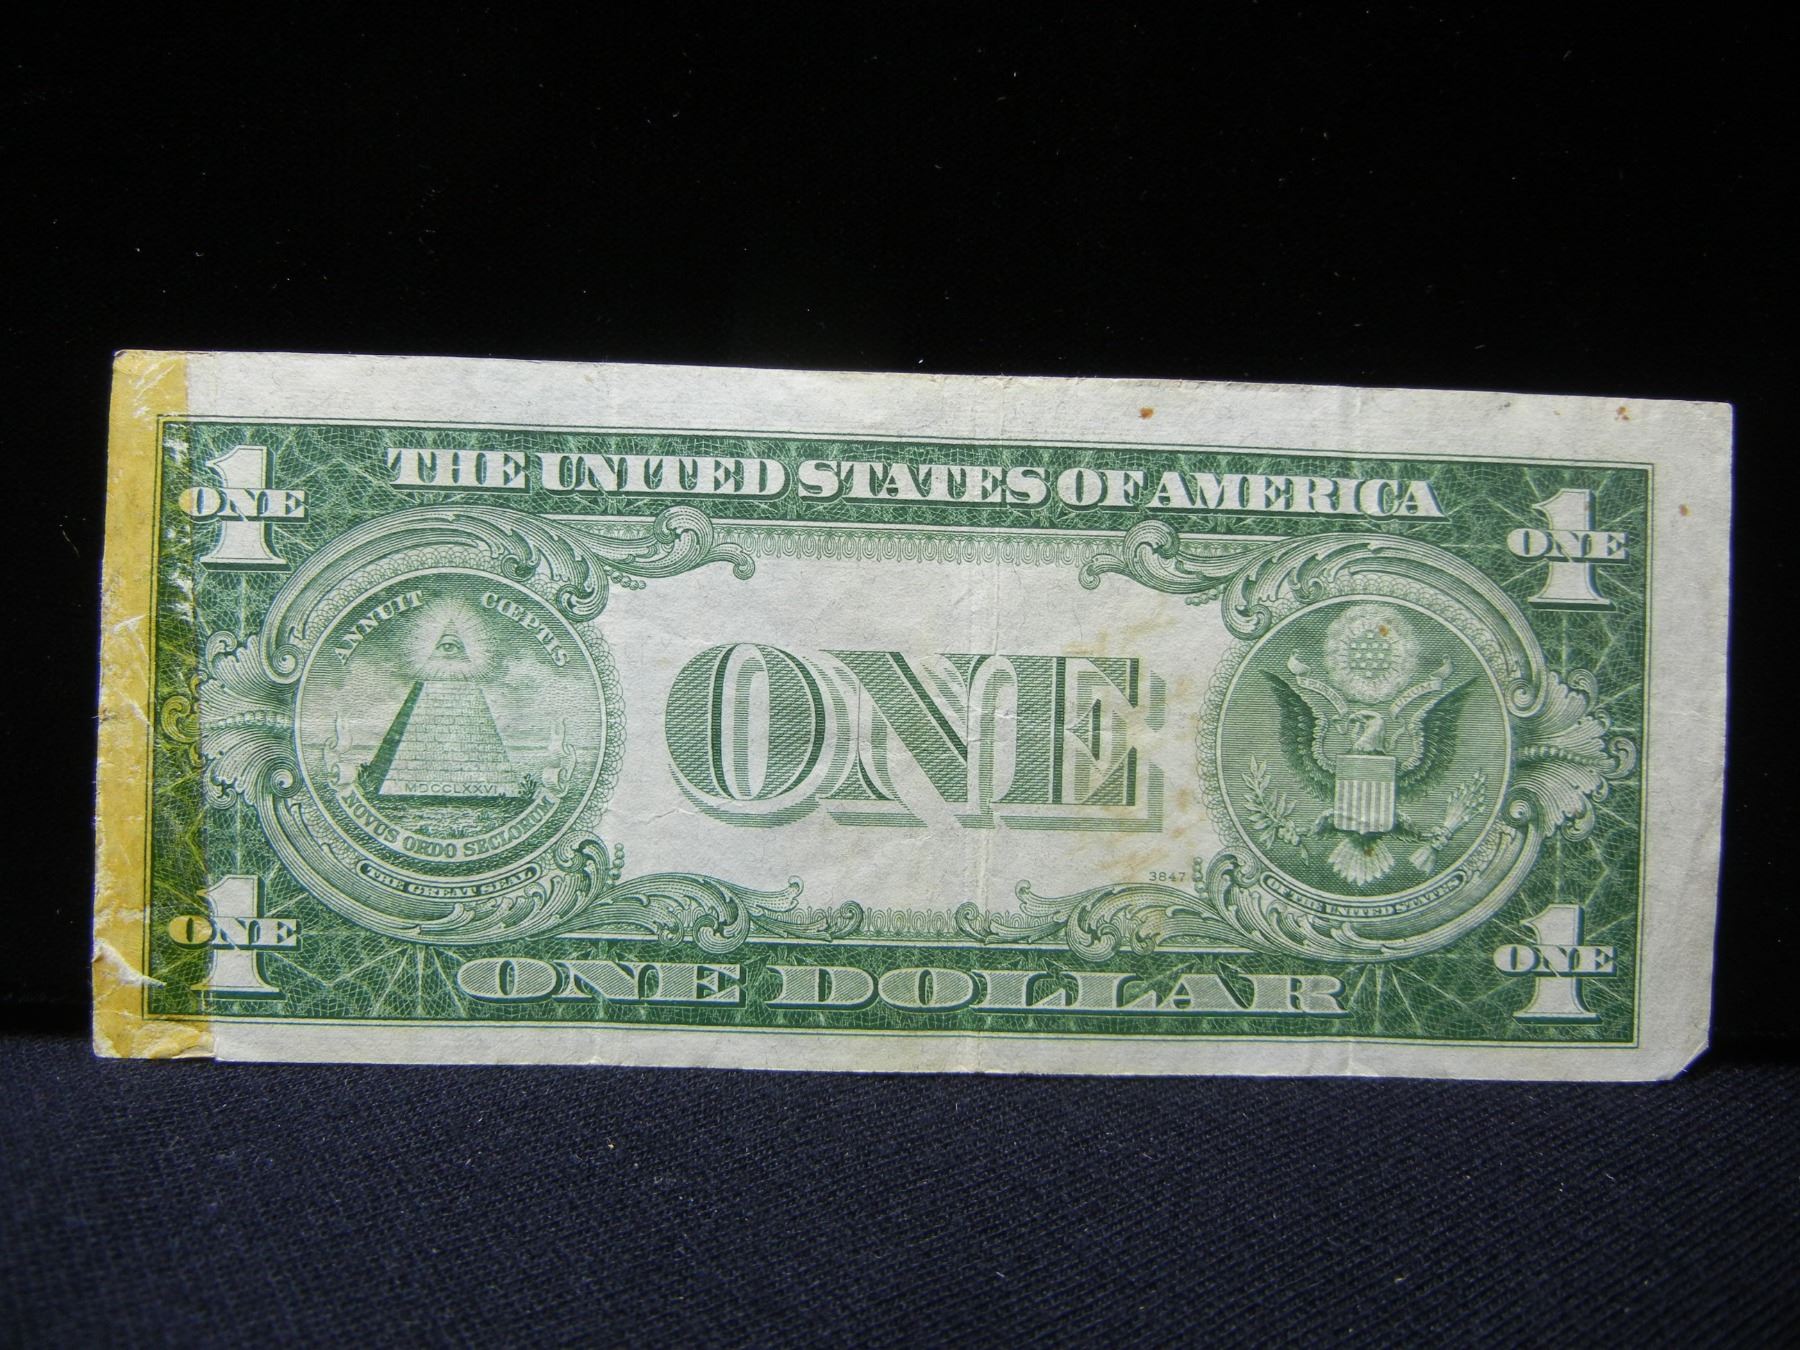 THE UNITED STATES OF AMERICA
1
ONE
1
ONE
ANNUIT CŒPTIS
MDCCLXXVI
NOVUS ORDO SECLORUM
THE GREAT SEAL
ONE
3847
OF THE UNITED STATES
1
ONE
1
ONE
ONE DOLLAR